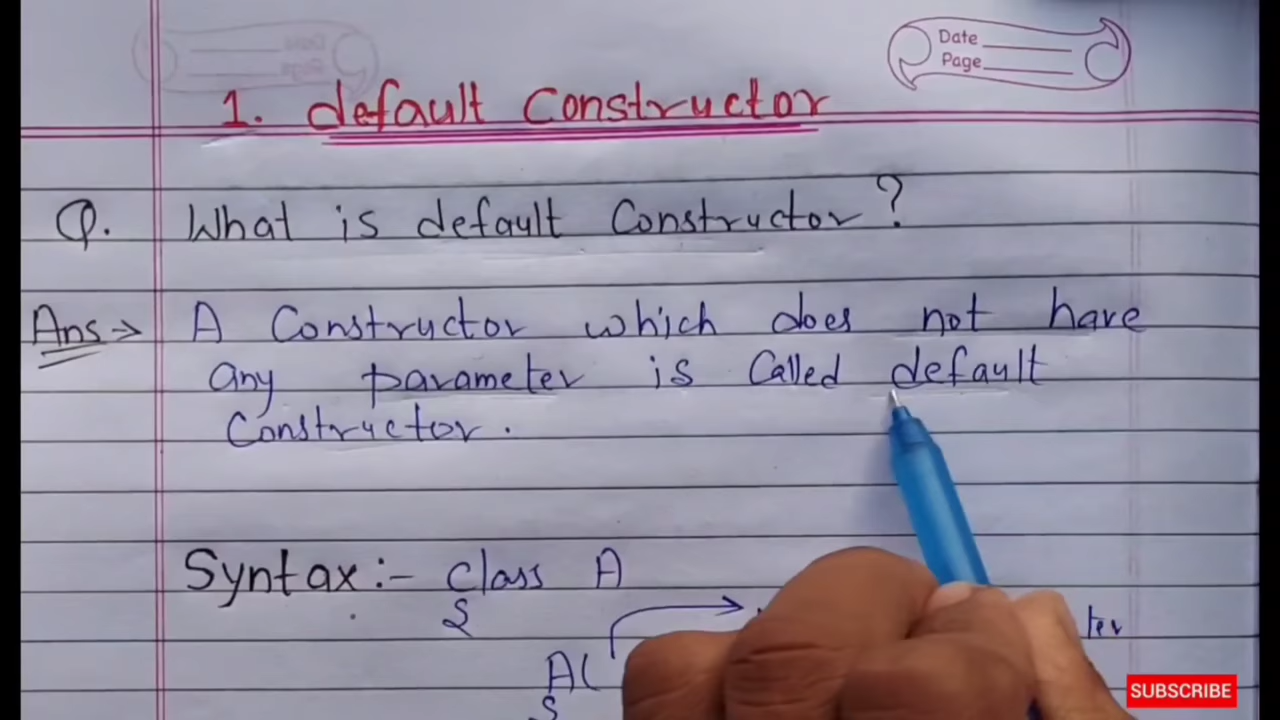 Date
Page
1. default Constructor
Q. What is default Constructor?
Ans → A Constructor which does not have
any parameter is Called default
Constructor.
Syntax:- Class A
{
A(
{
SUBSCRIBE